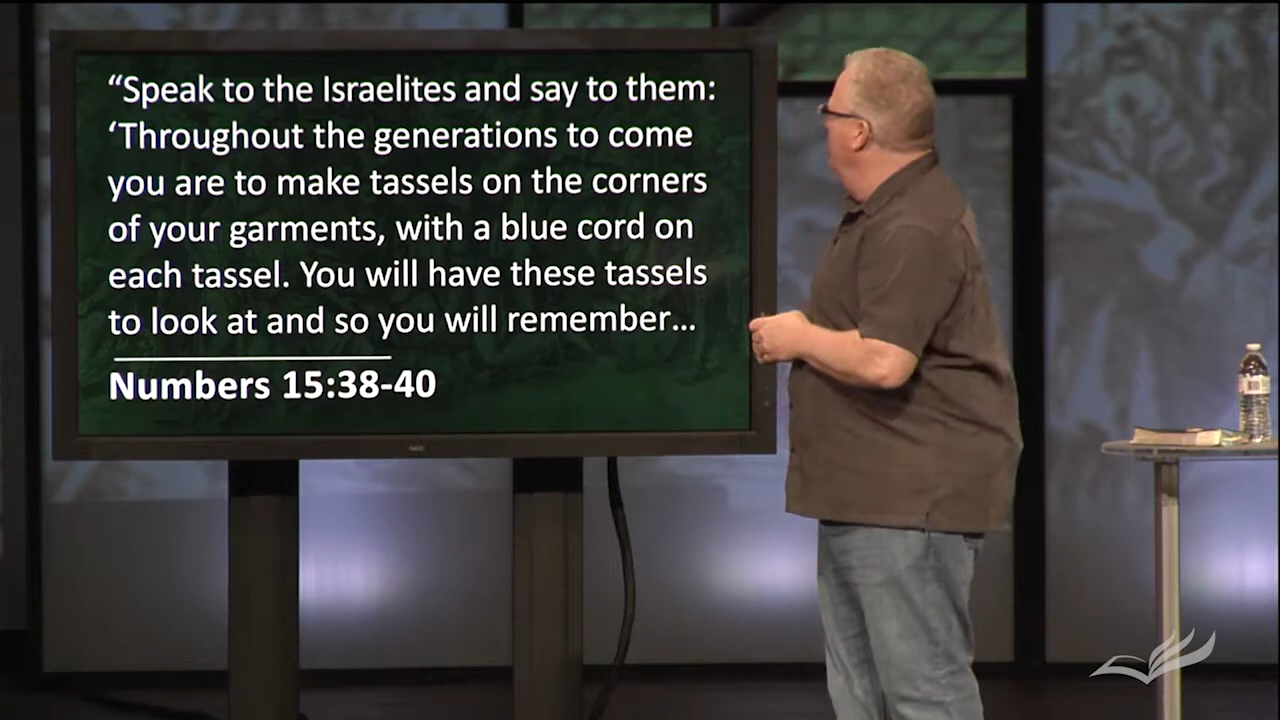 “Speak to the Israelites and say to them:
‘Throughout the generations to come
you are to make tassels on the corners
of your garments, with a blue cord on
each tassel. You will have these tassels
to look at and so you will remember...
Numbers 15:38-40